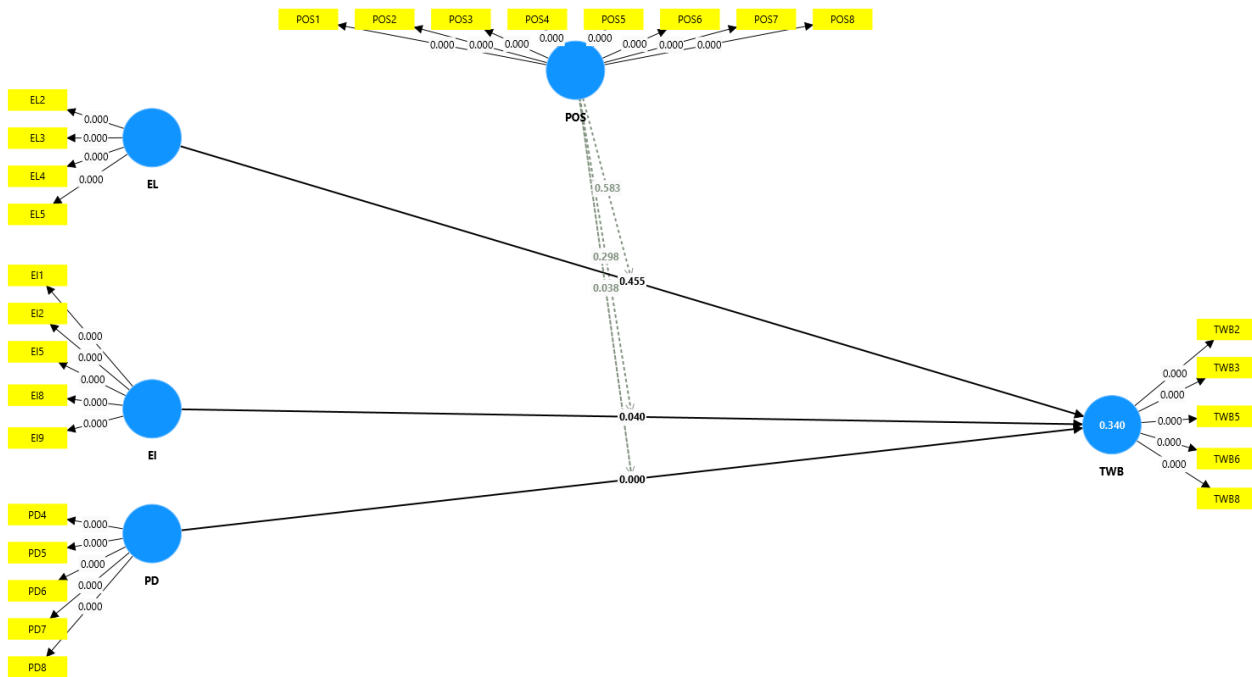 POS1 POS2 POS3 POS4 POS5 POS6 POS7 POS8
0.000 0.000 0.000 0.000 0.000 0.000 0.000 0.000
POS
EL2
0.000
EL3
0.000
EL4
0.000
EL5
0.000
EL
0.583
0.298
0.038
0.455
EI1
0.000
EI2
0.000
EI5
0.000
EI8
0.000
EI9
0.000
EI
0.040
PD4
0.000
PD5
0.000
PD6
0.000
PD7
0.000
PD8
0.000
PD
0.000
0.340
TWB
TWB2
0.000
TWB3
0.000
TWB5
0.000
TWB6
0.000
TWB8
0.000